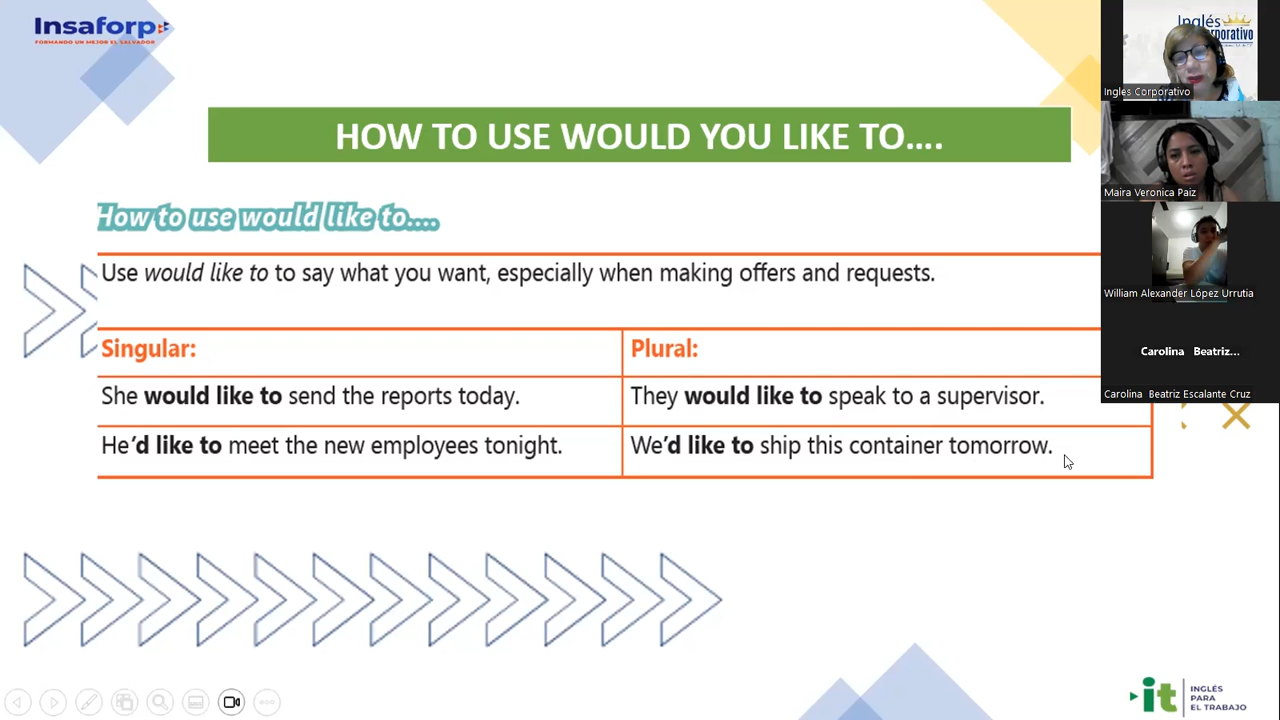 Insaforp
FORMANDO UN MEJOR EL SALVADOR
HOW TO USE WOULD YOU LIKE TO....
How to use would like to....
Use would like to to say what you want, especially when making offers and requests.
Singular:
Plural:
She would like to send the reports today.
They would like to speak to a supervisor.
He'd like to meet the new employees tonight.
We'd like to ship this container tomorrow.
it
INGLÉS
PARA
EL TRABAJO
Inglés
Ingles Corporativo
Maira Veronica Paiz
William Alexander López Urrutia
Carolina Beatriz...
Carolina Beatriz Escalante Cruz